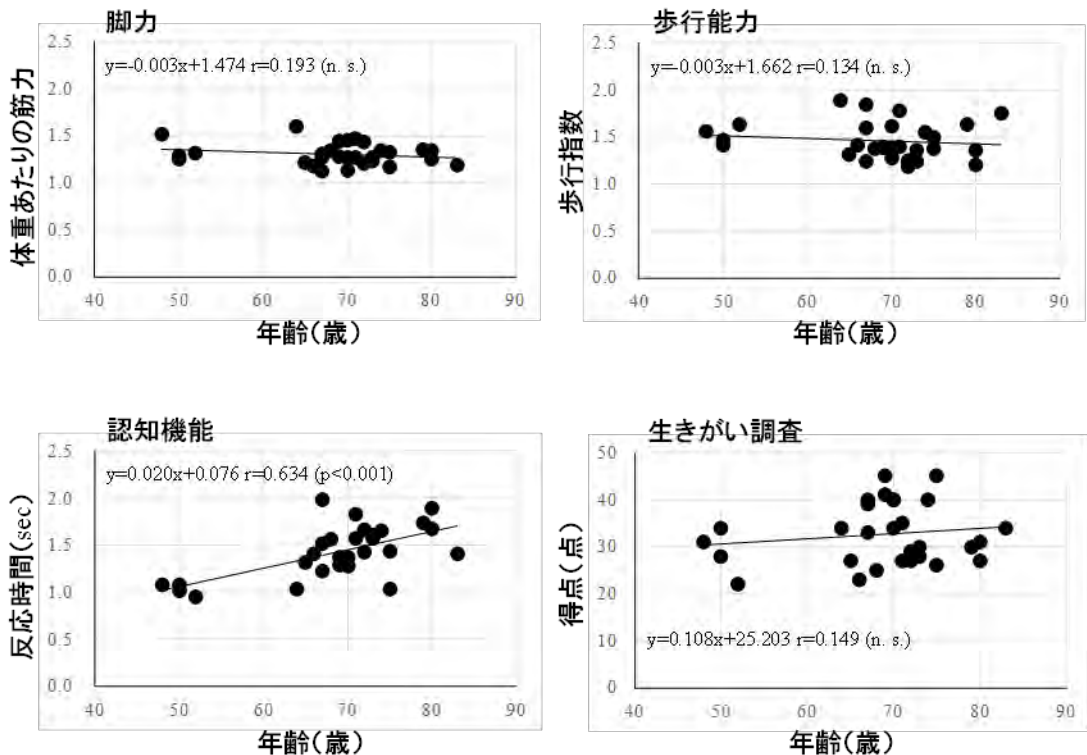 脚力
2.5
2.0
1.5
1.0
0.5
0.0
y=-0.003x+1.474 r=0.193 (n. s.)
体重あたりの筋力
40 50 60 70 80 90
年齢(歳)
歩行能力
2.5
2.0
1.5
1.0
0.5
0.0
y=-0.003x+1.662 r=0.134 (n. s.)
歩行指数
40 50 60 70 80 90
年齢(歳)
認知機能
2.5
2.0
1.5
1.0
0.5
0.0
y=0.020x+0.076 r=0.634 (p<0.001)
反応時間(sec)
40 50 60 70 80 90
年齢(歳)
生きがい調査
50
40
30
20
10
0
y=0.108x+25.203 r=0.149 (n. s.)
得点(点)
40 50 60 70 80 90
年齢(歳)